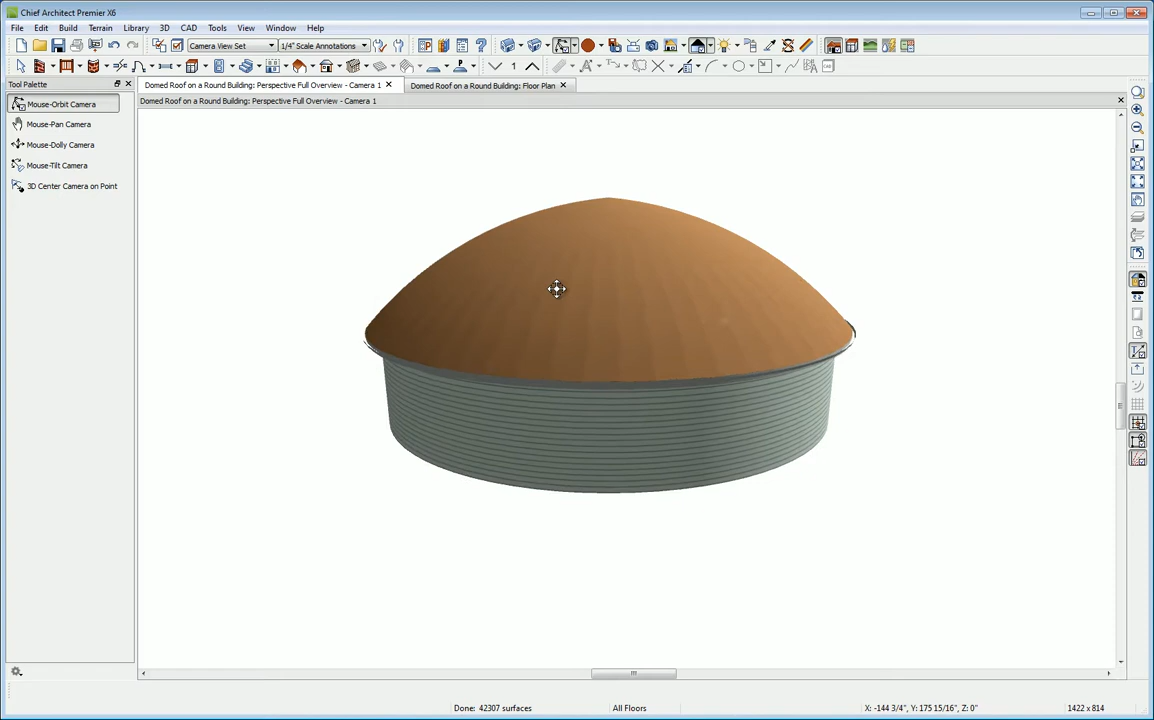 Chief Architect Premier X6
File Edit Build Terrain Library 3D CAD Tools View Window Help
Camera View Set 1/4" Scale Annotations
1
Tool Palette
Domed Roof on a Round Building: Perspective Full Overview - Camera 1
Domed Roof on a Round Building: Floor Plan
Domed Roof on a Round Building: Perspective Full Overview - Camera 1
Mouse-Orbit Camera
Mouse-Pan Camera
Mouse-Dolly Camera
Mouse-Tilt Camera
3D Center Camera on Point
Done: 42307 surfaces
All Floors
X: -144 3/4", Y: 175 15/16", Z: 0"
1422 x 814